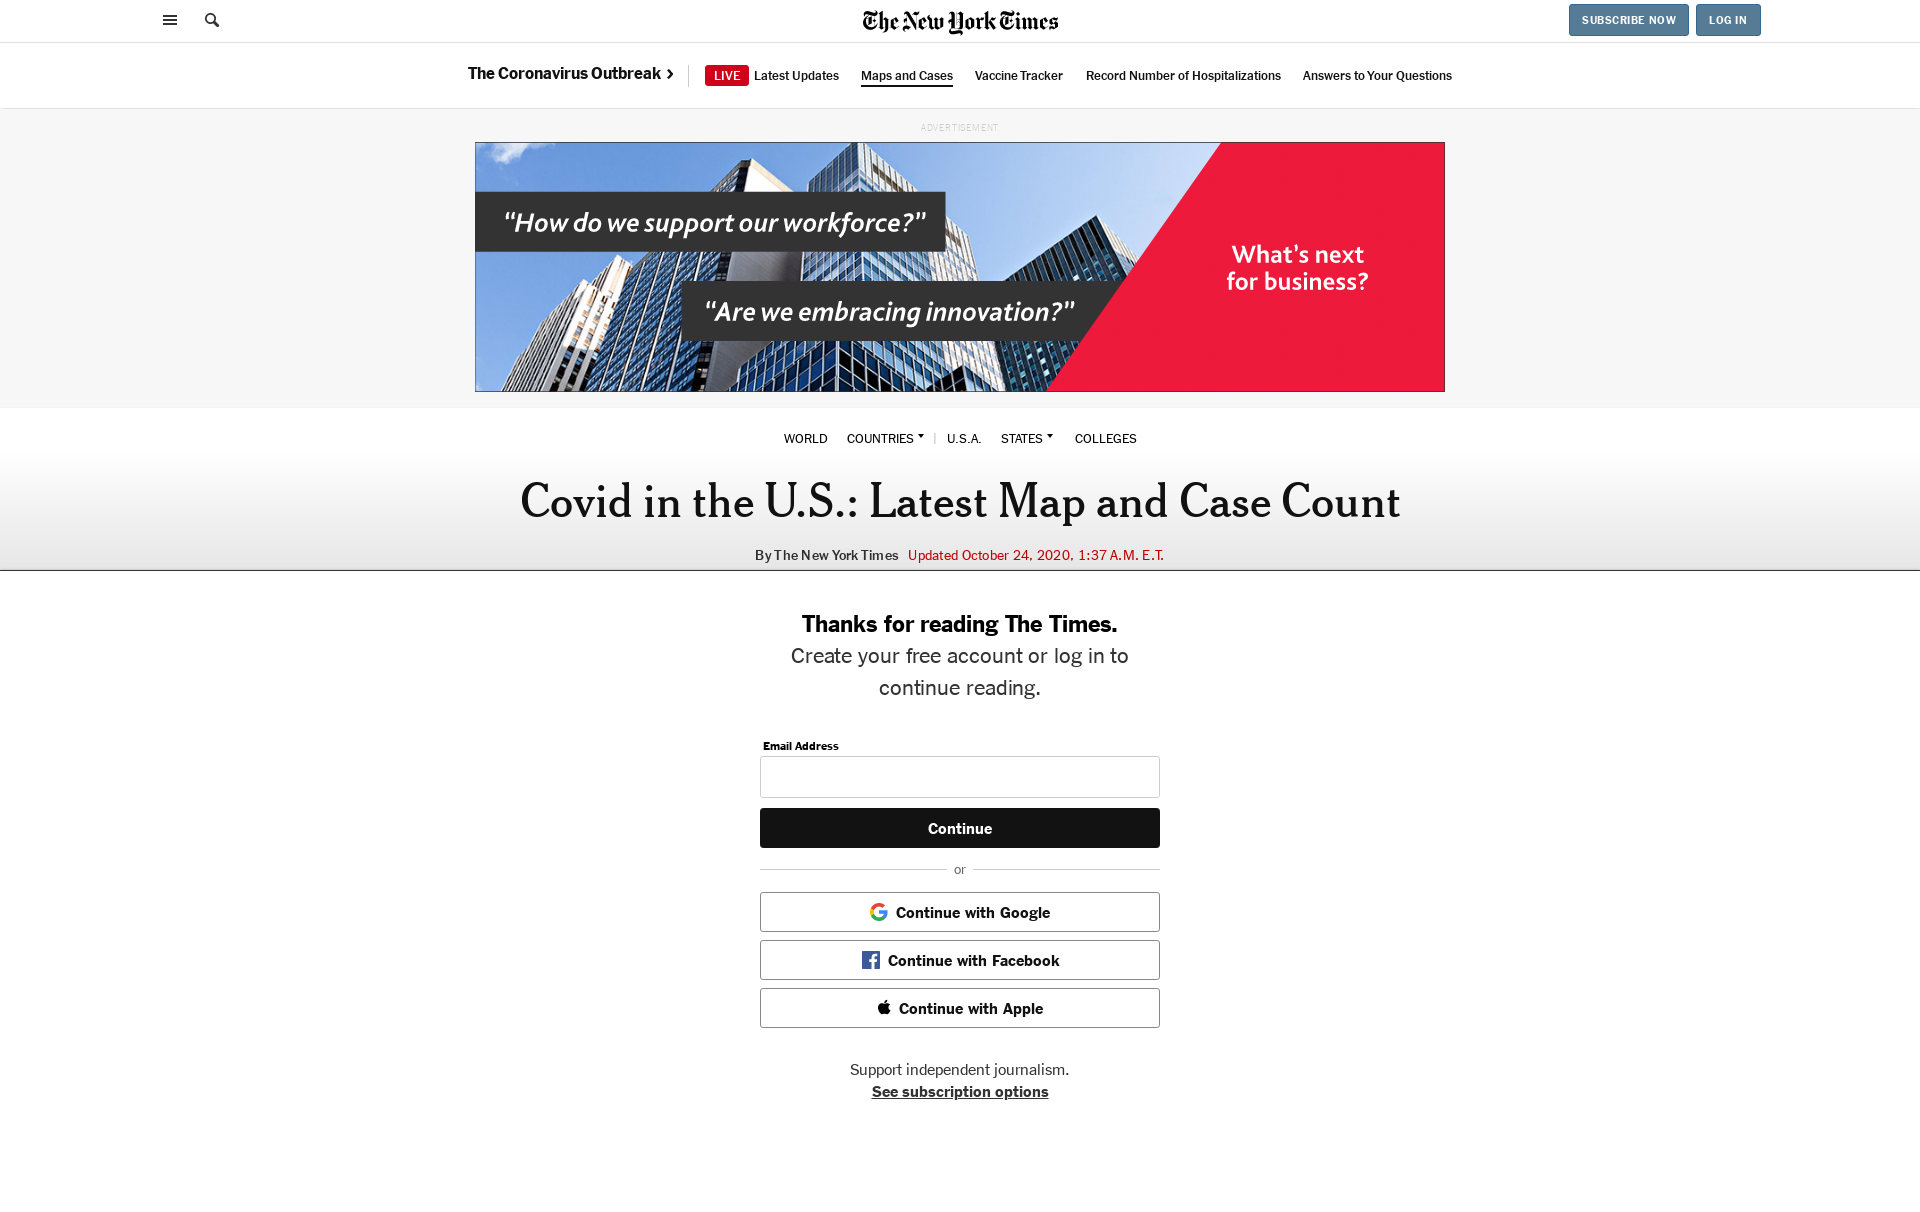 The New York Times
SUBSCRIBE NOW
LOG IN
The Coronavirus Outbreak
LIVE Latest Updates
Maps and Cases
Vaccine Tracker
Record Number of Hospitalizations
Answers to Your Questions
ADVERTISEMENT
“How do we support our workforce?”
“Are we embracing innovation?”
What’s next
for business?
WORLD COUNTRIES | U.S.A. STATES COLLEGES
Covid in the U.S.: Latest Map and Case Count
By The New York Times Updated October 24, 2020, 1:37 A.M. E.T.
Thanks for reading The Times.
Create your free account or log in to
continue reading.
Email Address
Continue
or
Continue with Google
Continue with Facebook
Continue with Apple
Support independent journalism.
See subscription options